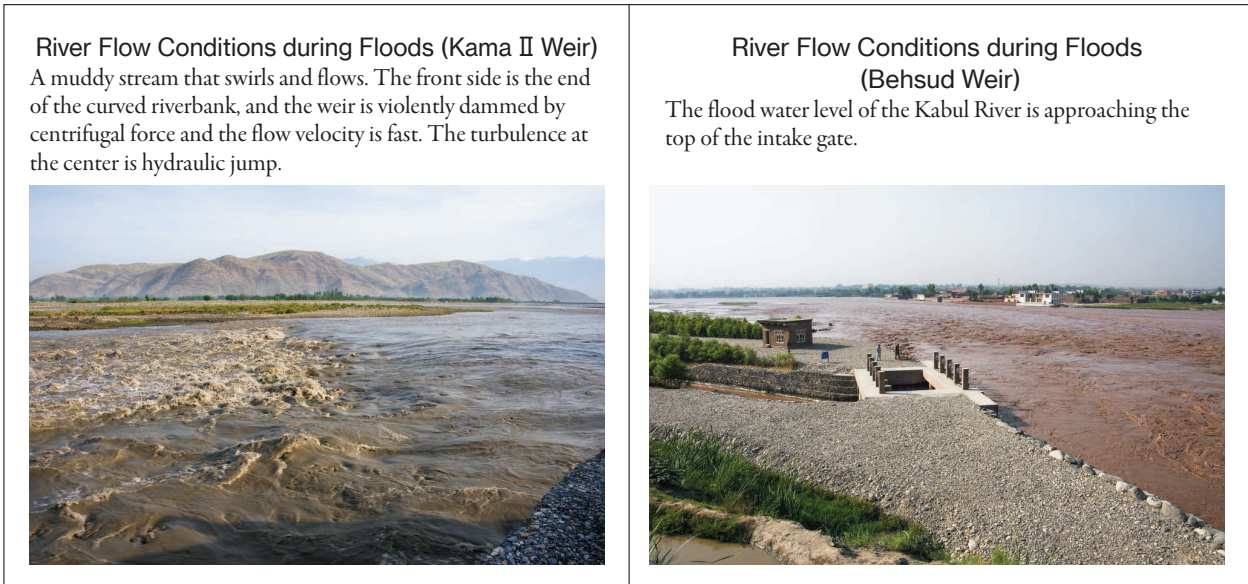 River Flow Conditions during Floods (Kama Ⅱ Weir)
A muddy stream that swirls and flows. The front side is the end
of the curved riverbank, and the weir is violently dammed by
centrifugal force and the flow velocity is fast. The turbulence at
the center is hydraulic jump.
River Flow Conditions during Floods
(Behsud Weir)
The flood water level of the Kabul River is approaching the
top of the intake gate.